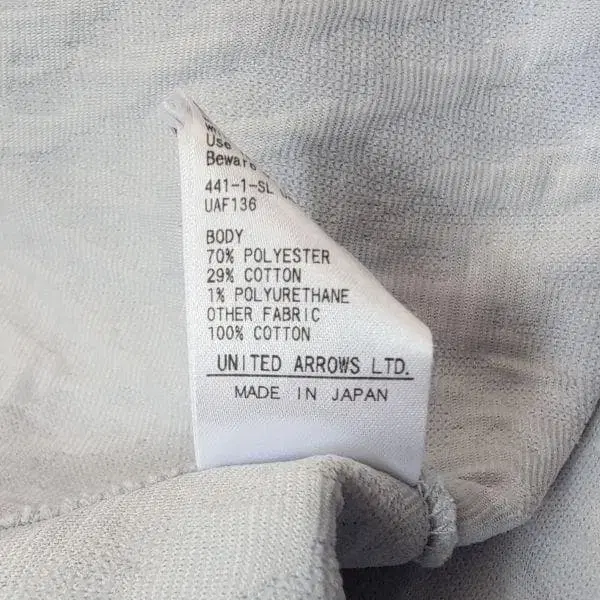 Use
Beware
441-1-SL
UAF136
BODY
70% POLYESTER
29% COTTON
1% POLYURETHANE
OTHER FABRIC
100% COTTON
UNITED ARROWS LTD.
MADE IN JAPAN